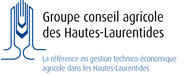 Groupe conseil agricole
des Hautes-Laurentides
La référence en gestion-technico-économique
agricole dans les Hautes-Laurentides